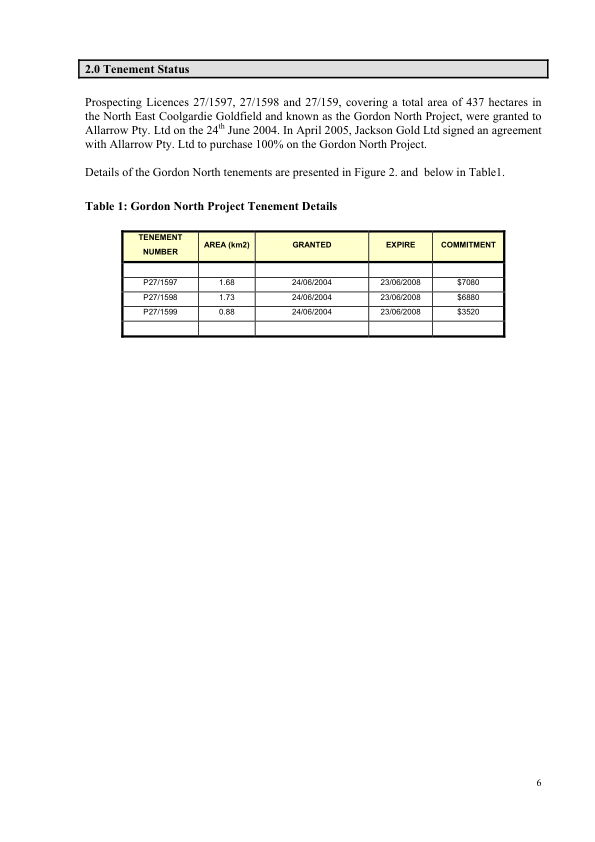 2.0 Tenement Status
Prospecting Licences 27/1597, 27/1598 and 27/159, covering a total area of 437 hectares in
the North East Coolgardie Goldfield and known as the Gordon North Project, were granted to
Allarrow Pty. Ltd on the 24th June 2004. In April 2005, Jackson Gold Ltd signed an agreement
with Allarrow Pty. Ltd to purchase 100% on the Gordon North Project.
Details of the Gordon North tenements are presented in Figure 2. and below in Table1.
Table 1: Gordon North Project Tenement Details
TENEMENT NUMBER AREA (km2) GRANTED EXPIRE COMMITMENT
P27/1597 1.68 24/06/2004 23/06/2008 $7080
P27/1598 1.73 24/06/2004 23/06/2008 $6880
P27/1599 0.88 24/06/2004 23/06/2008 $3520
6